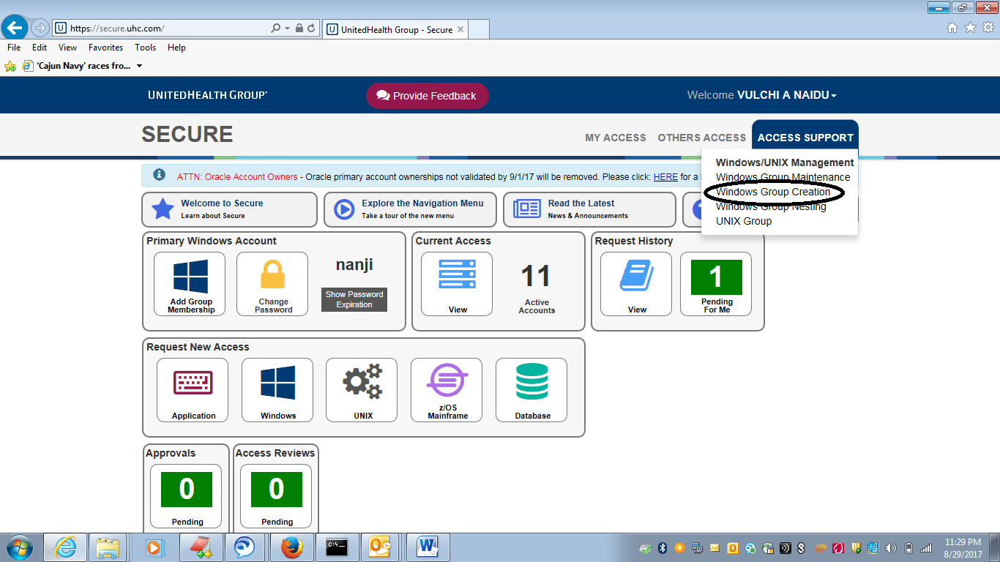 https://secure.uhc.com/
UnitedHealth Group - Secure
File Edit View Favorites Tools Help
'Cajun Navy' races fro...
UNITEDHEALTH GROUP
Provide Feedback
Welcome VULCHI A NAIDU
SECURE
MY ACCESS OTHERS ACCESS ACCESS SUPPORT
Windows/UNIX Management
Windows Group Maintenance
Windows Group Creation
Windows Group Nesting
UNIX Group
ATTN: Oracle Account Owners - Oracle primary account ownerships not validated by 9/1/17 will be removed. Please click: HERE for a
Welcome to Secure
Learn about Secure
Explore the Navigation Menu
Take a tour of the new menu
Read the Latest
News & Announcements
Primary Windows Account
Add Group
Membership
Change
Password
nanji
Show Password
Expiration
Current Access
View
11
Active
Accounts
Request History
View
1
Pending
For Me
Request New Access
Application
Windows
UNIX
z/OS
Mainframe
Database
Approvals
0
Pending
Access Reviews
0
Pending
11:29 PM
8/29/2017